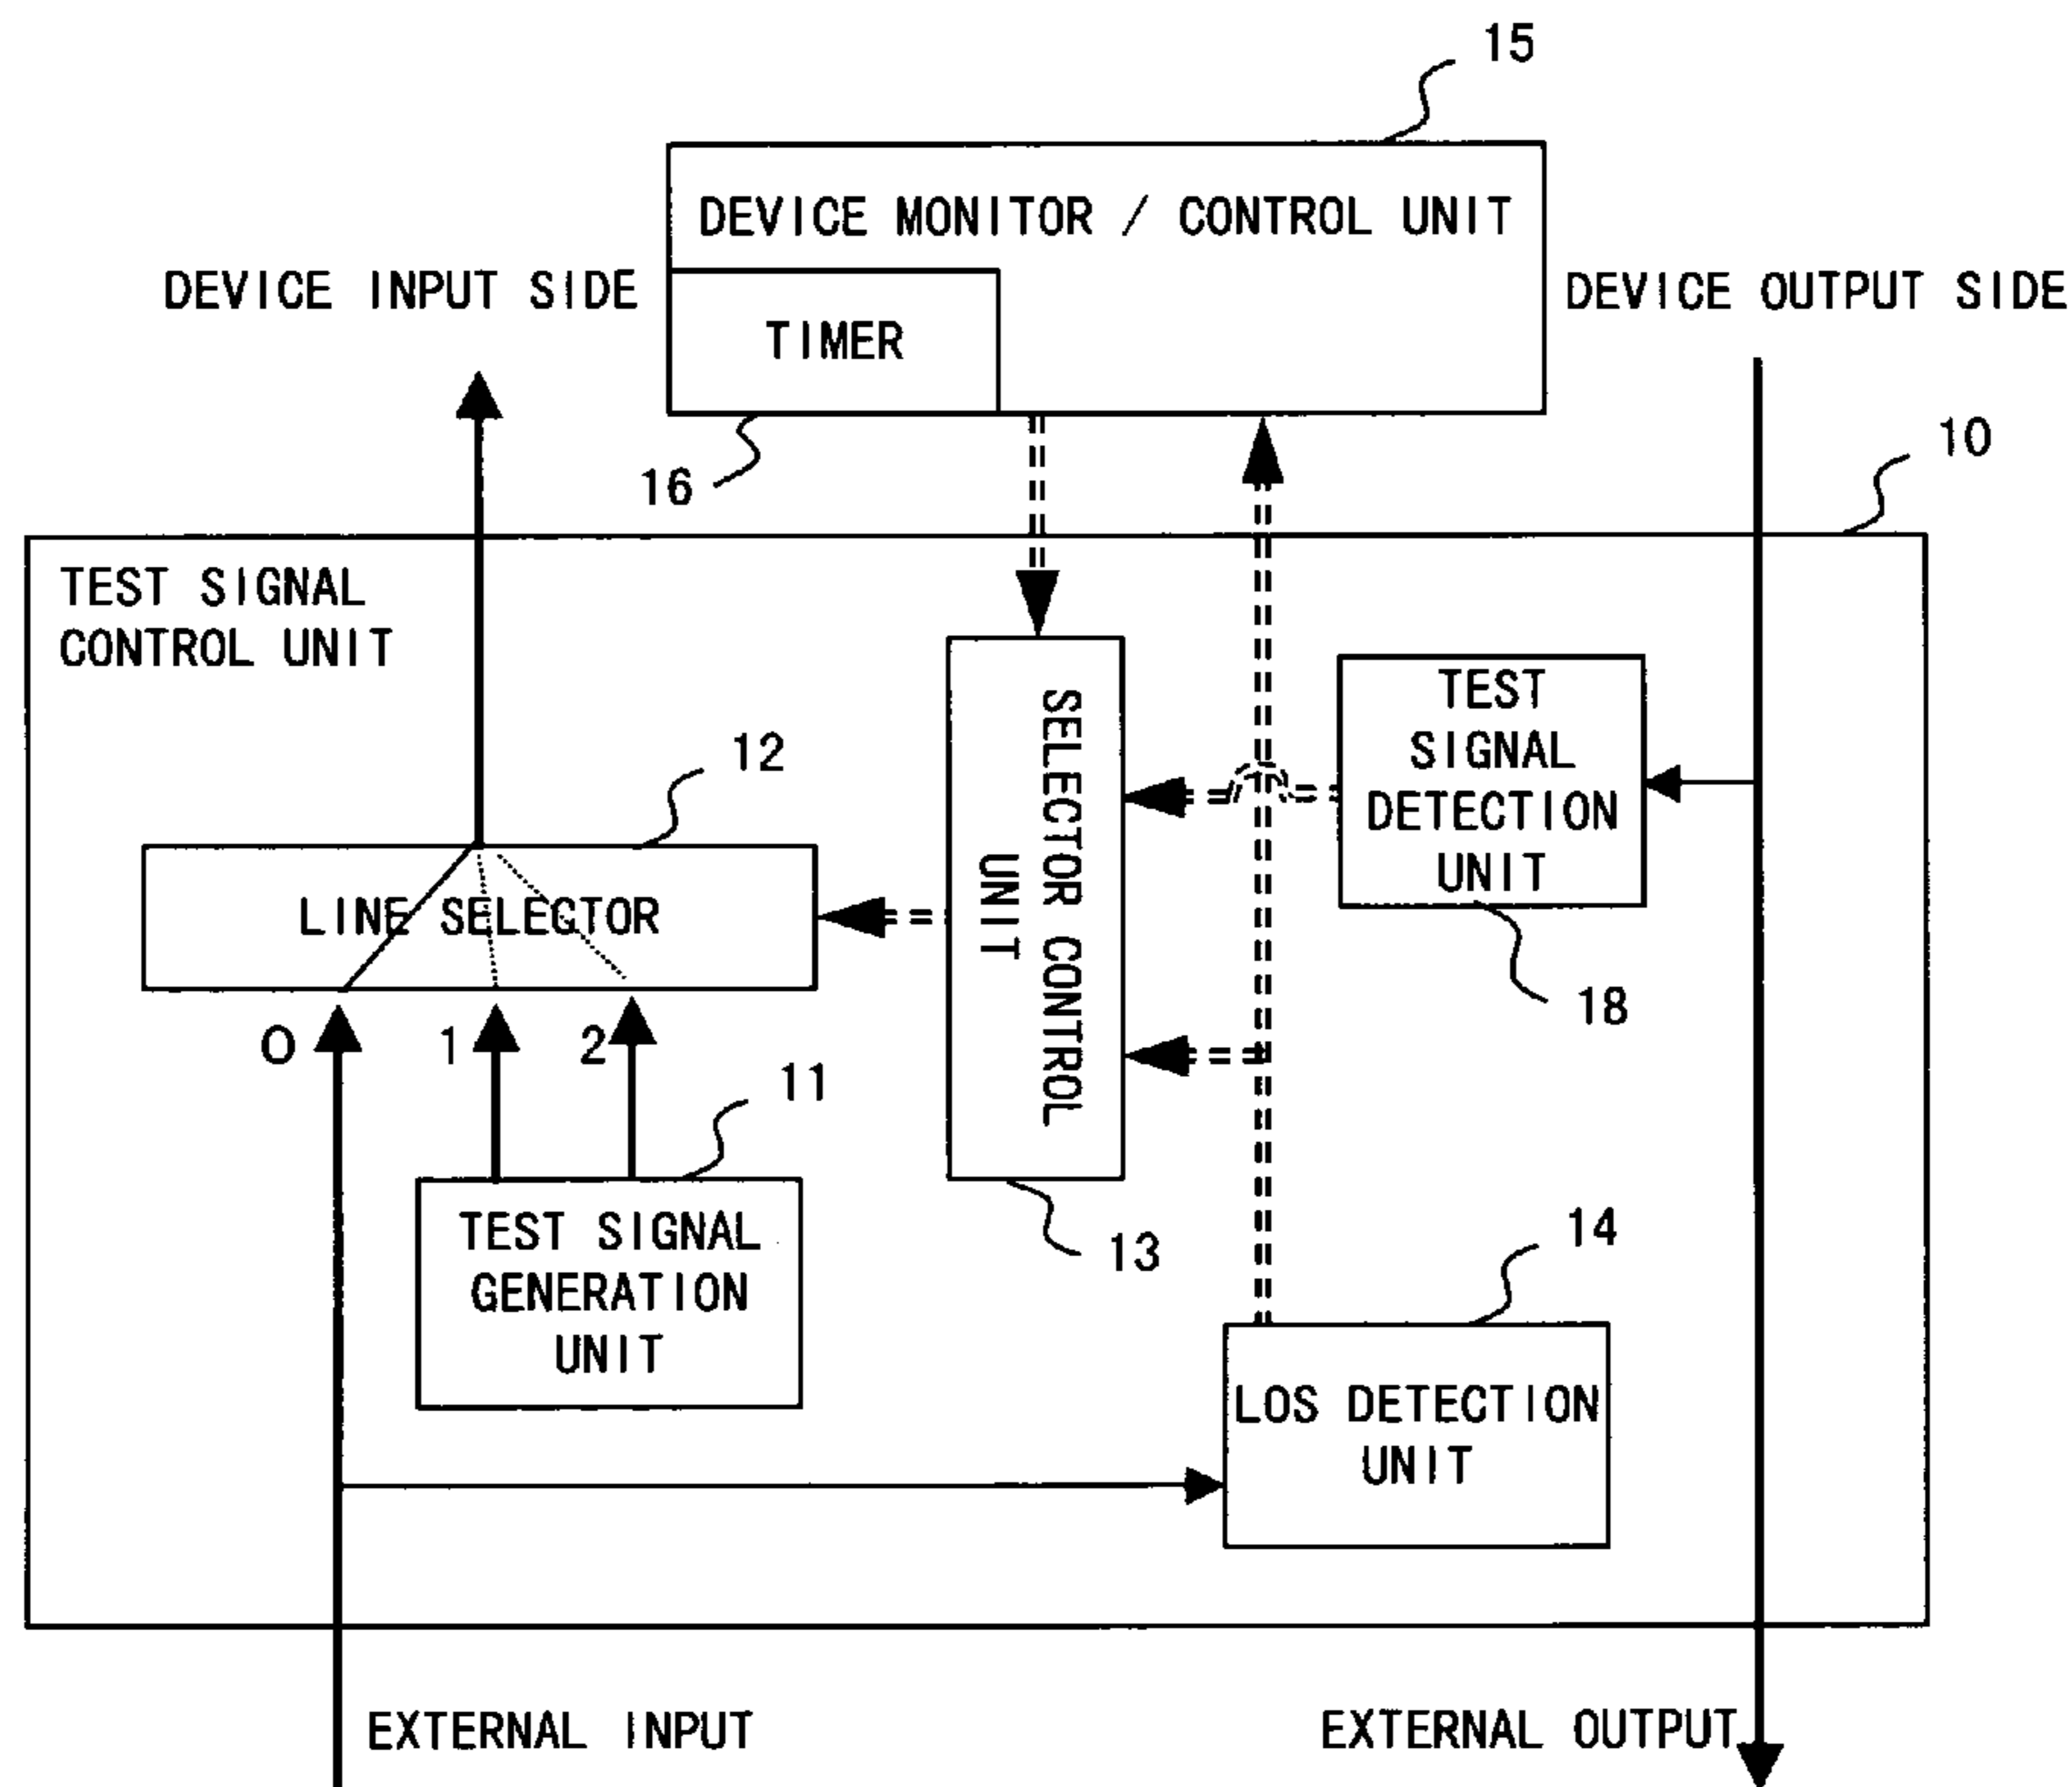 15
DEVICE MONITOR / CONTROL UNIT
DEVICE INPUT SIDE
DEVICE OUTPUT SIDE
TIMER
16
10
TEST SIGNAL
CONTROL UNIT
SELECTOR CONTROL
UNIT
TEST
SIGNAL
DETECTION
UNIT
12
LINE SELECTOR
18
0
1
2
11
TEST SIGNAL
GENERATION
UNIT
13
14
LOS DETECTION
UNIT
EXTERNAL INPUT
EXTERNAL OUTPUT